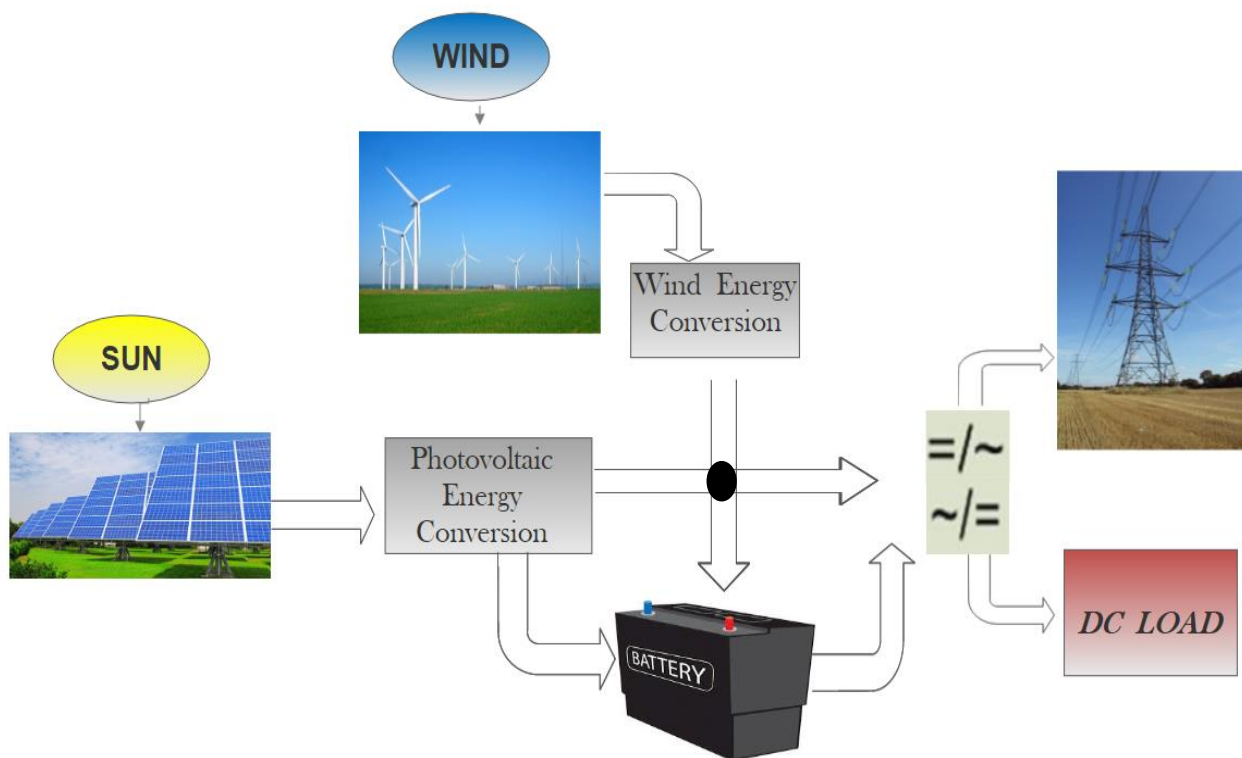 WIND
Wind Energy
Conversion
SUN
Photovoltaic
Energy
Conversion
=/~
~/=
BATTERY
DC LOAD